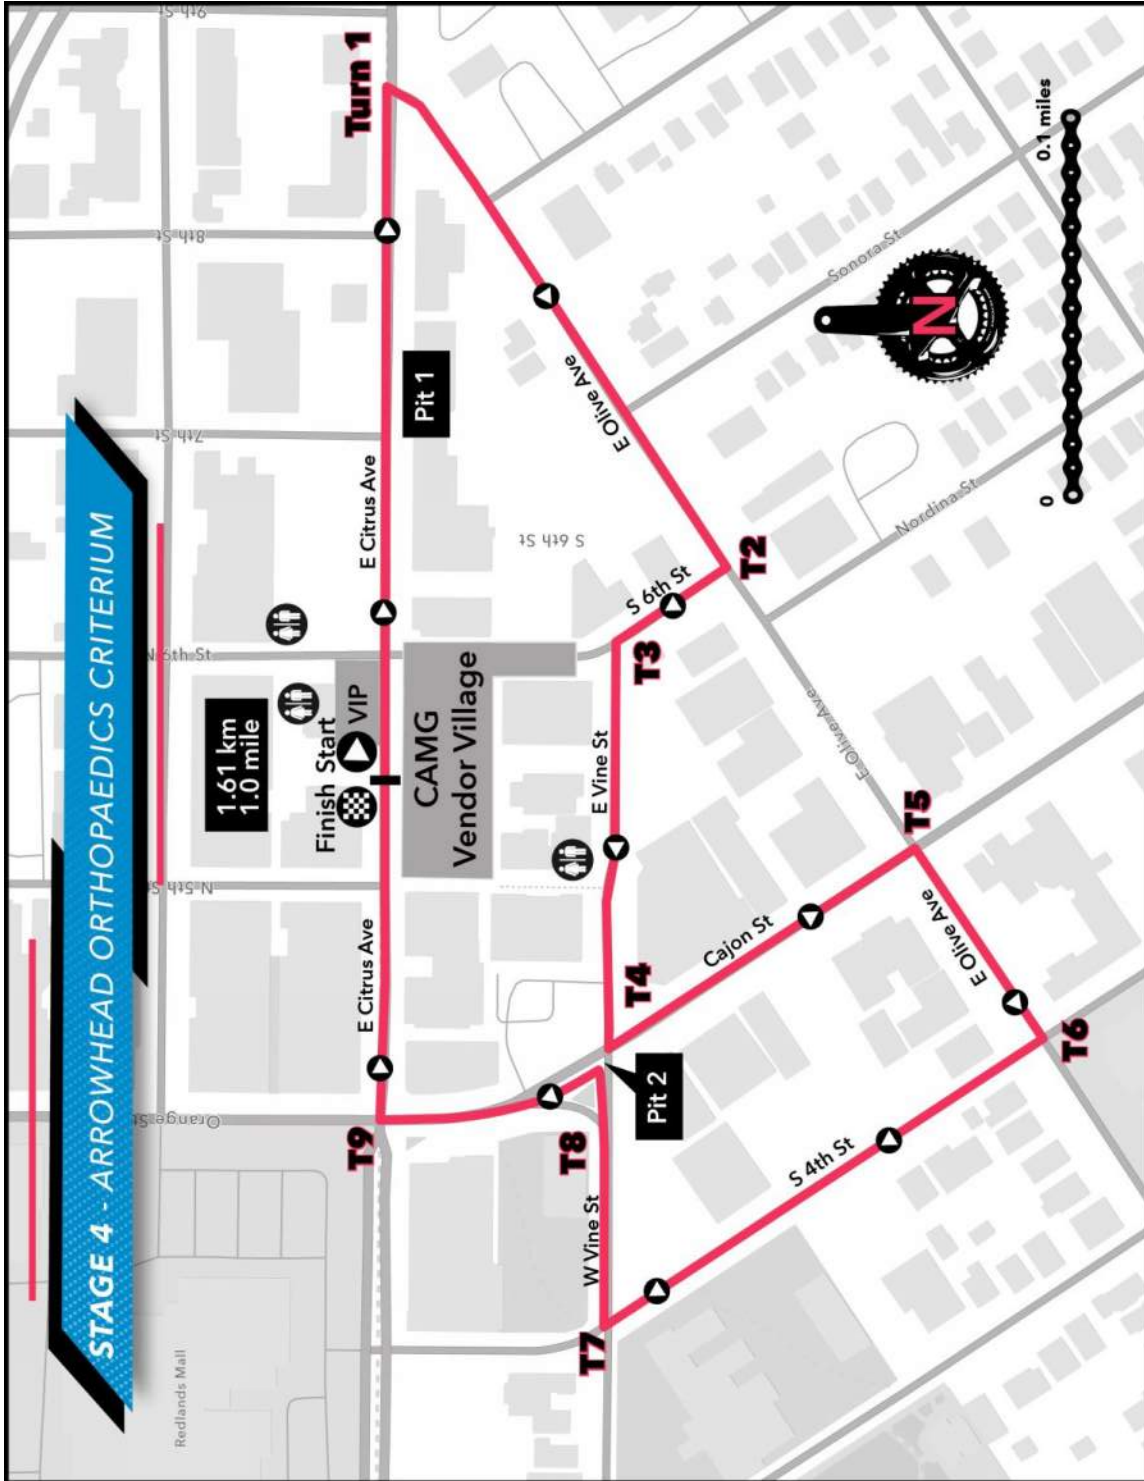 STAGE 4 - ARROWHEAD ORTHOPAEDICS CRITERIUM
Redlands Mall
Orange St
N 5th St
N 6th St
7th St
8th St
9th St
1.61 km
1.0 mile
Finish
Start
VIP
T9
E Citrus Ave
E Citrus Ave
Turn 1
CAMG
Vendor Village
Pit 1
S 6th St
T8
W Vine St
T7
Pit 2
T4
E Vine St
T3
S 6th St
E Olive Ave
T2
S 4th St
Cajon St
E Olive Ave
Nordina St
Sonora St
T5
E Olive Ave
T6
N
0
0.1 miles